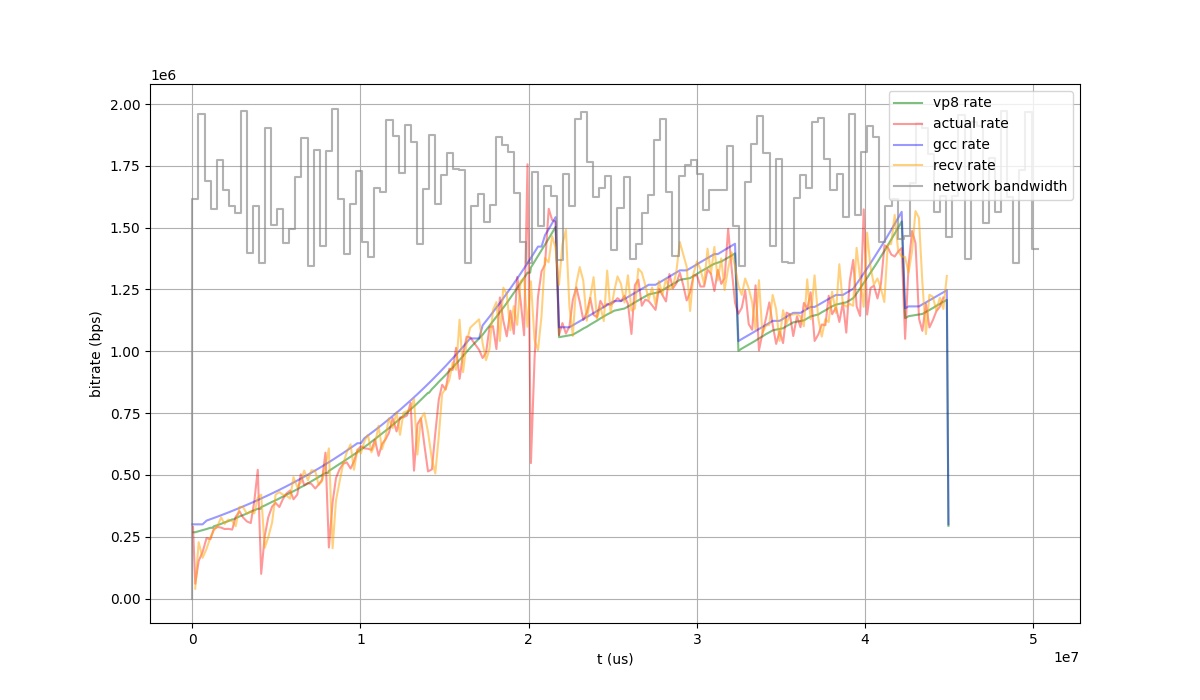 1e6
2.00
1.75
1.50
1.25
1.00
0.75
0.50
0.25
0.00
bitrate (bps)
vp8 rate
actual rate
gcc rate
recv rate
network bandwidth
0 1 2 3 4 5
t (us)
1e7